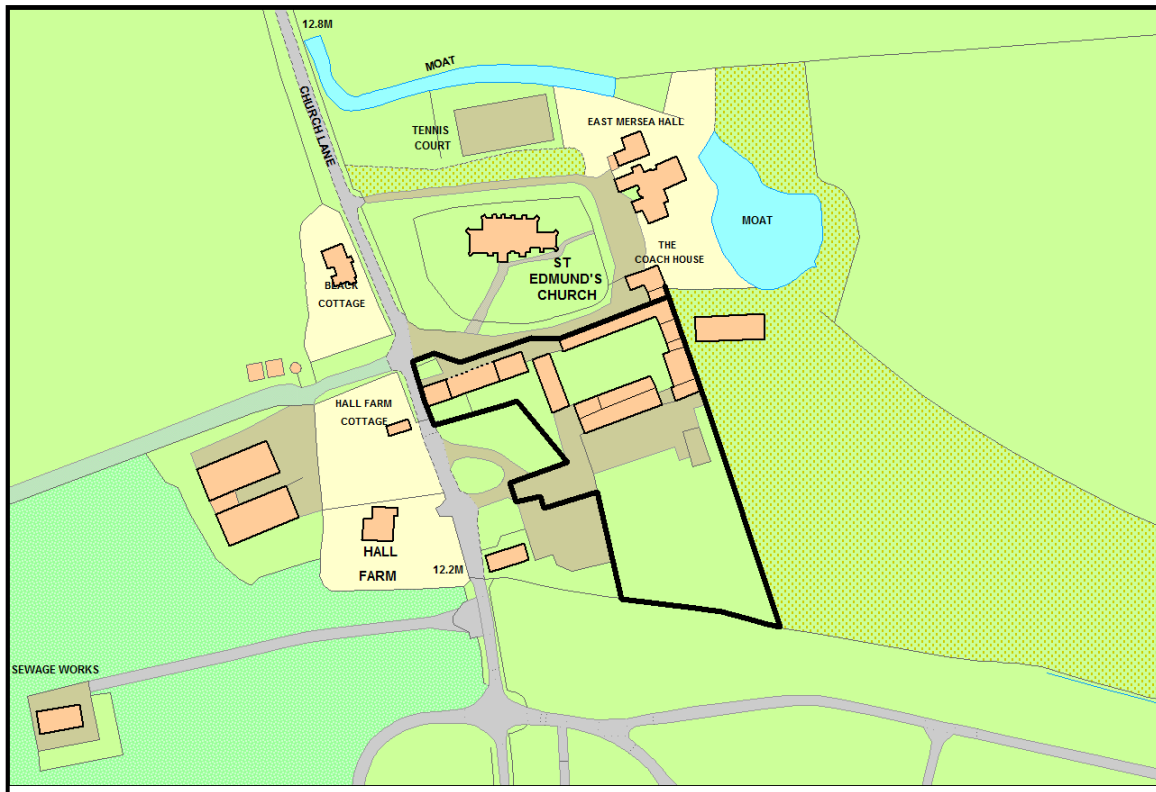 12.8M
MOAT
CHURCH LANE
TENNIS
COURT
EAST MERSEA HALL
MOAT
THE
COACH HOUSE
ST
EDMUND'S
CHURCH
BLACK
COTTAGE
HALL FARM
COTTAGE
HALL
FARM
12.2M
SEWAGE WORKS